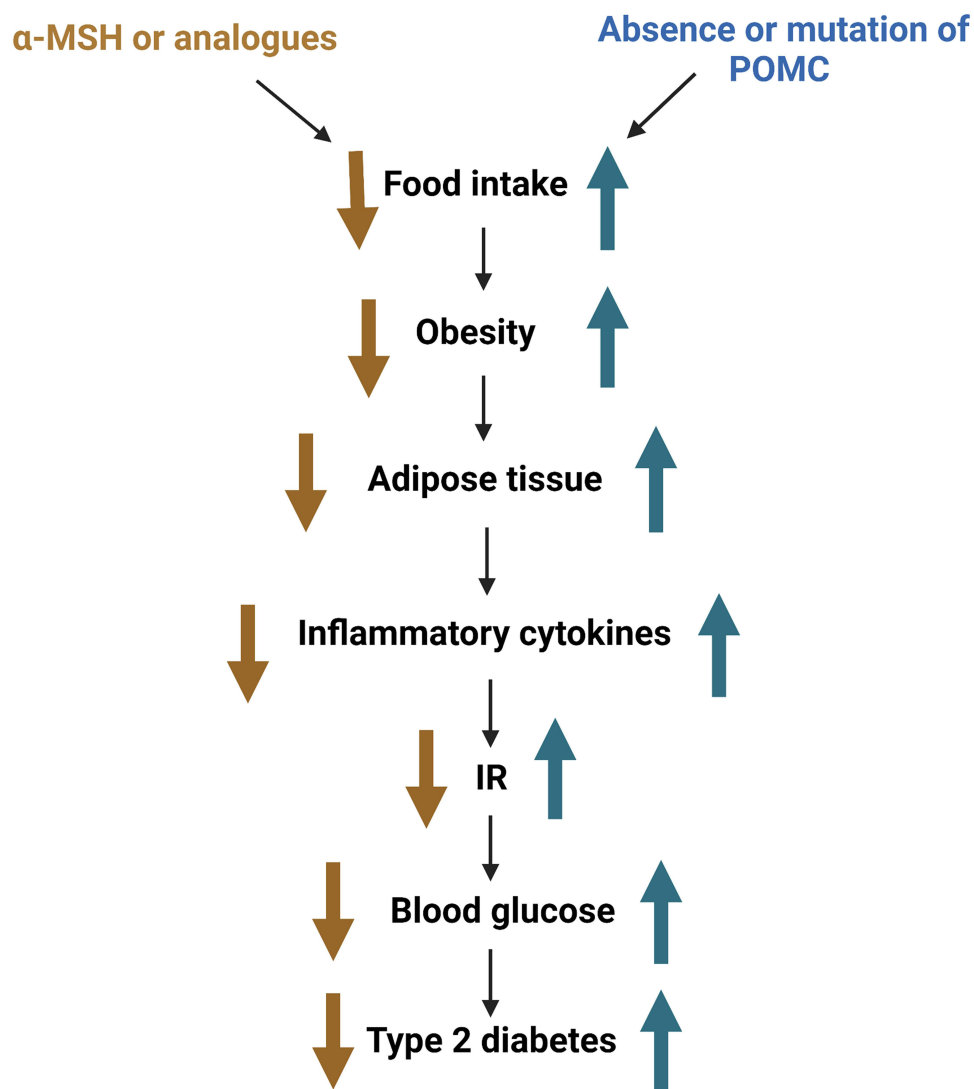 α-MSH or analogues
Absence or mutation of
POMC
Food intake
Obesity
Adipose tissue
Inflammatory cytokines
IR
Blood glucose
Type 2 diabetes